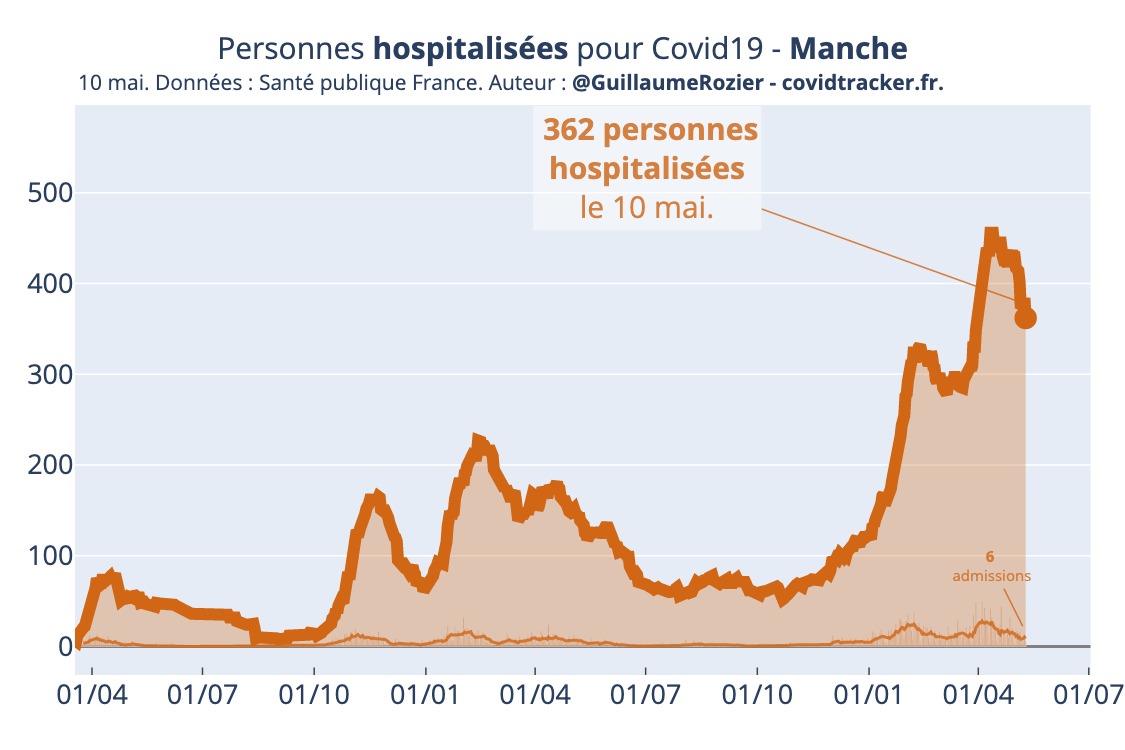 Personnes hospitalisées pour Covid19 - Manche
10 mai. Données : Santé publique France. Auteur : @GuillaumeRozier - covidtracker.fr.
362 personnes
hospitalisées
le 10 mai.
500
400
300
200
100
0
6
admissions
01/04
01/07
01/10
01/01
01/04
01/07
01/10
01/01
01/04
01/07